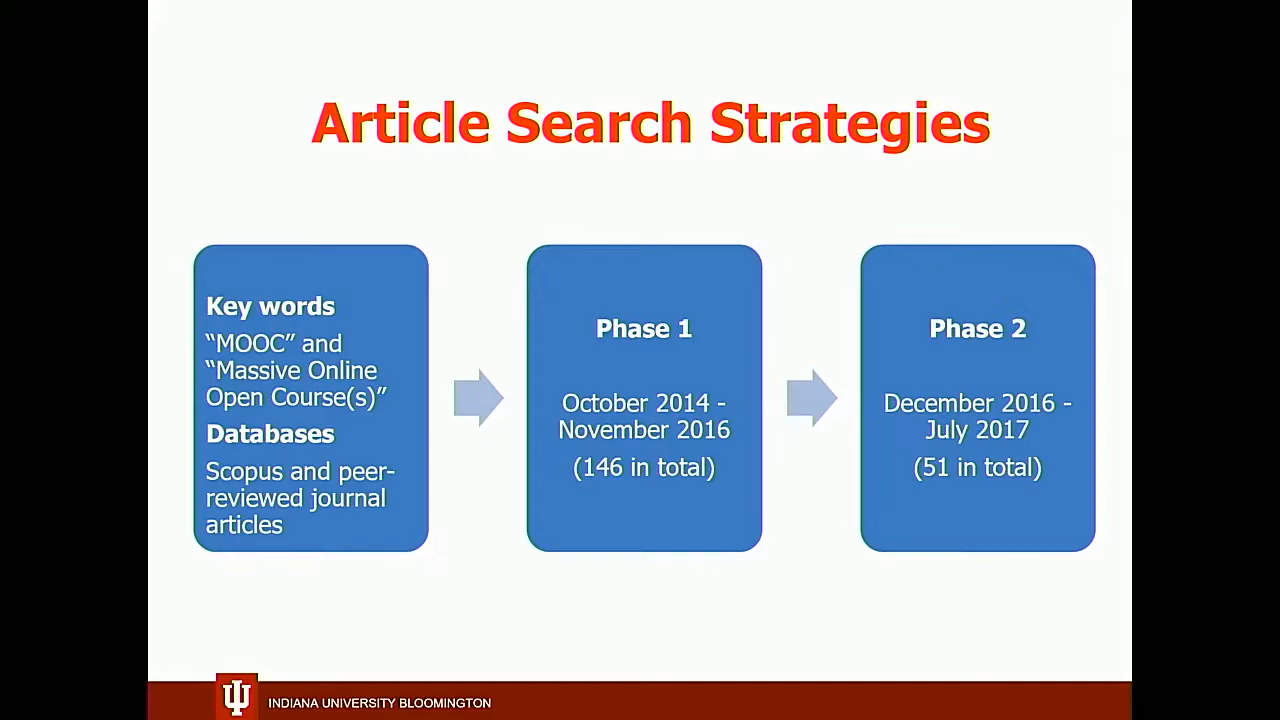 Article Search Strategies
Key words
“MOOC” and
“Massive Online
Open Course(s)”
Databases
Scopus and peer-
reviewed journal
articles
Phase 1
October 2014 -
November 2016
(146 in total)
Phase 2
December 2016 -
July 2017
(51 in total)
INDIANA UNIVERSITY BLOOMINGTON